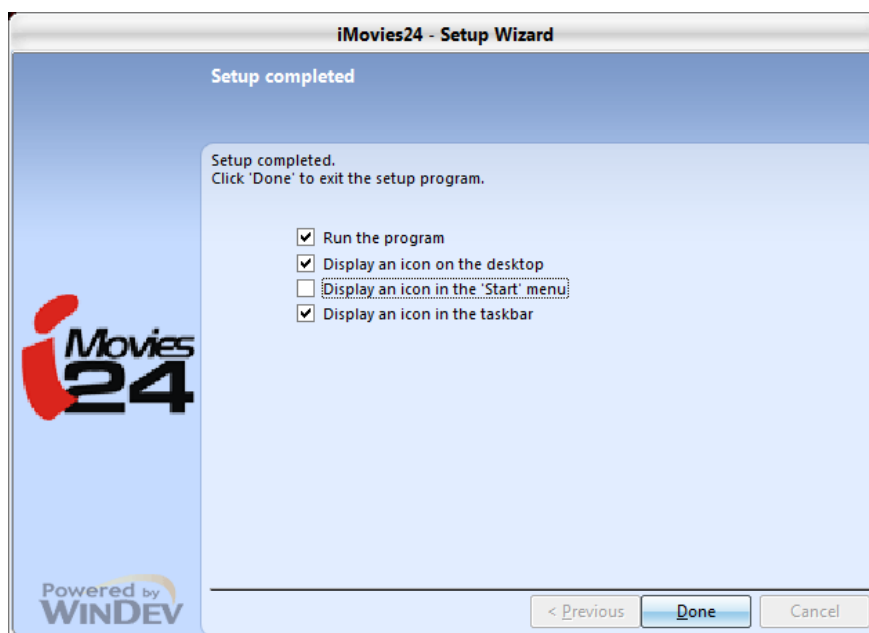 iMovies24 - Setup Wizard
Setup completed
Setup completed.
Click 'Done' to exit the setup program.
Run the program
Display an icon on the desktop
Display an icon in the 'Start' menu
Display an icon in the taskbar
iMovies
24
Powered by
WINDEV
< Previous
Done
Cancel